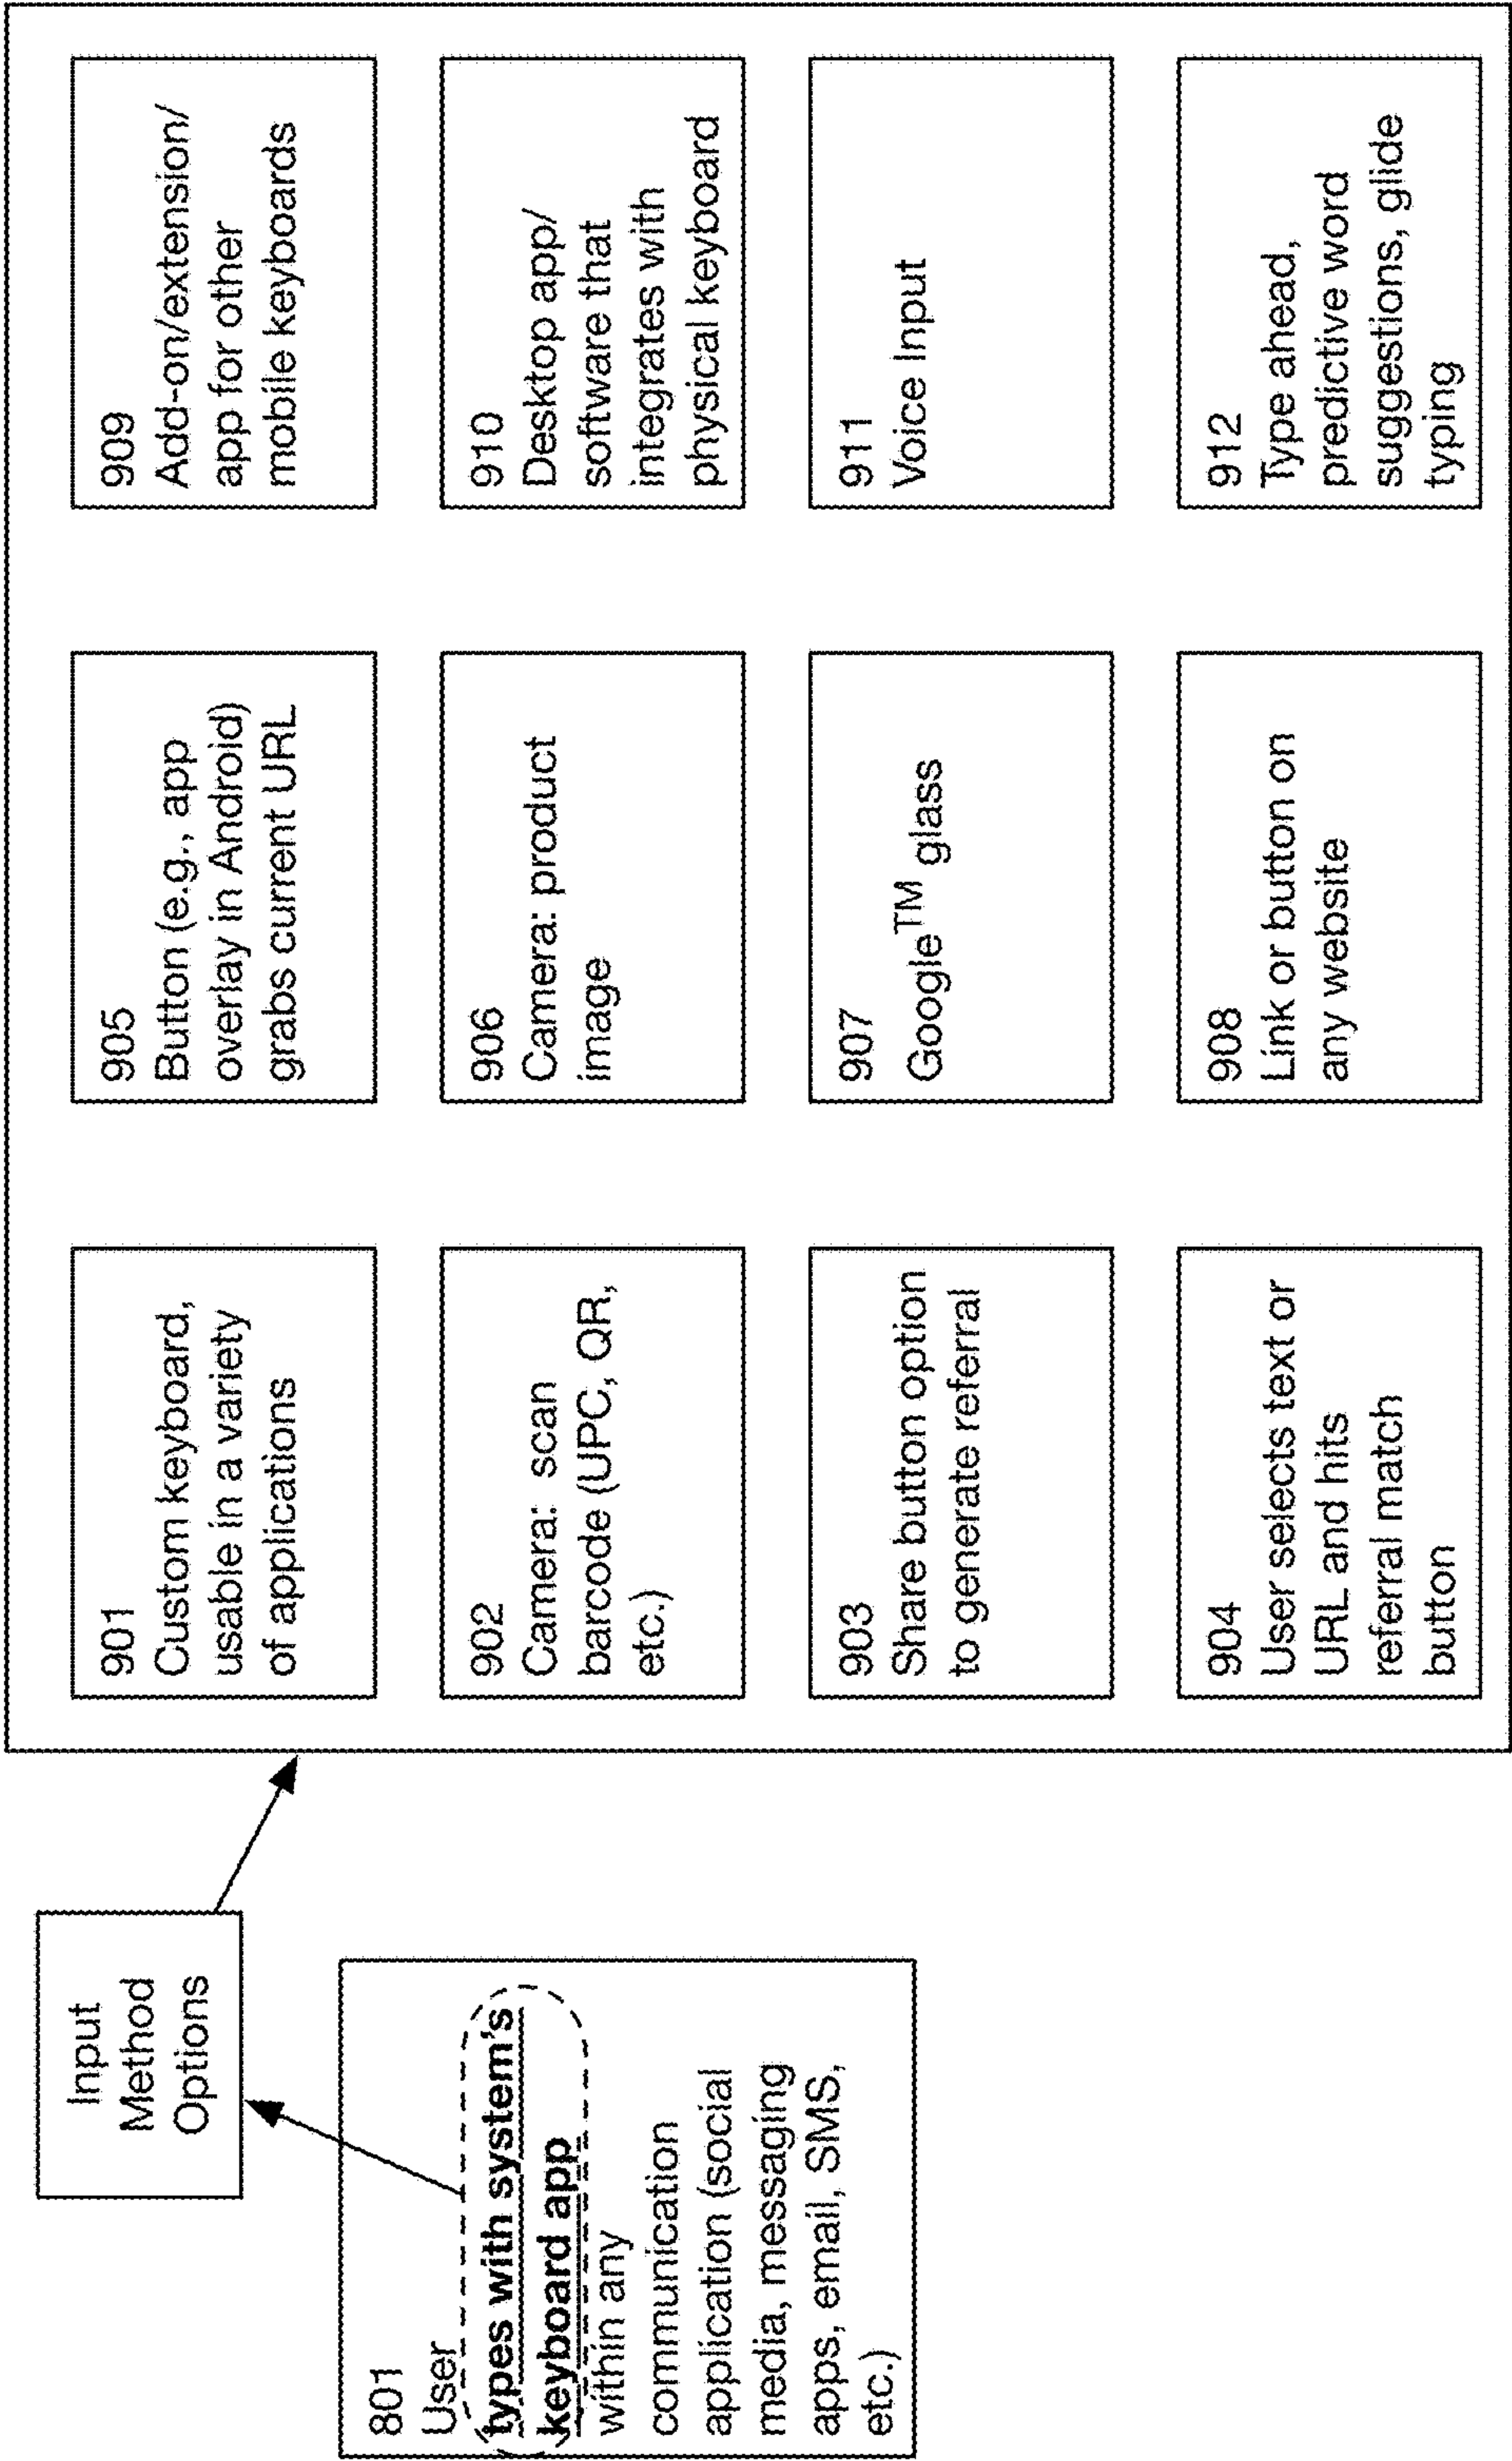 801
User
types with system's
keyboard app
within any
communication
application (social
media, messaging
apps, email, SMS,
etc.)
Input
Method
Options
901
Custom keyboard,
usable in a variety
of applications
902
Camera: scan
barcode (UPC, QR,
etc.)
903
Share button option
to generate referral
904
User selects text or
URL and hits
referral match
button
905
Button (e.g., app
overlay in Android)
grabs current URL
906
Camera: product
image
907
Google™ glass
908
Link or button on
any website
909
Add-on/extension/
app for other
mobile keyboards
910
Desktop app/
software that
integrates with
physical keyboard
911
Voice Input
912
Type ahead,
predictive word
suggestions, glide
typing